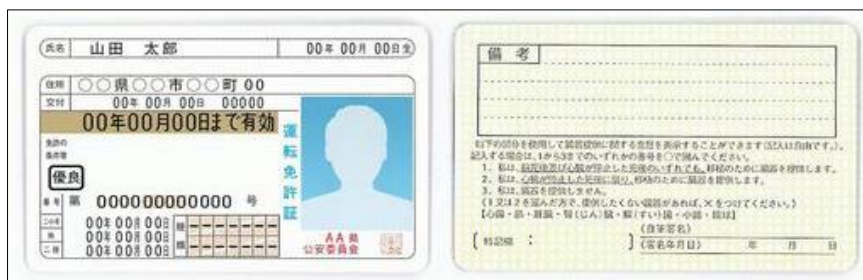 氏名 山田 太郎 00年 00月 00日生
住所 ○○県○○市○○町 00
交付 00年 00月 00日 00000
00年00月00日まで有効
免許の
条件等
優良
番号 第 000000000000 号
00年 00月 00日
他 00年 00月 00日
二種 00年 00月 00日
運転免許証
AA県
公安委員会
備考
以下の部分を使用して臓器提供に関する意思を表示することができます(記入は自由です。)。
記入する場合は、1から3までのいずれかの番号を○で囲んでください。
1. 私は、脳死後及び心臓が停止した死後のいずれでも、移植のために臓器を提供します。
2. 私は、心臓が停止した死後に限り、移植のために臓器を提供します。
3. 私は、臓器を提供しません。
《1又は2を選んだ方で、提供したくない臓器があれば、×をつけてください。》
【心臓・肺・肝臓・腎(じん)臓・膵(すい)臓・小腸・眼球】
〔特記欄: 〕
《自筆署名》
《署名年月日》 年 月 日